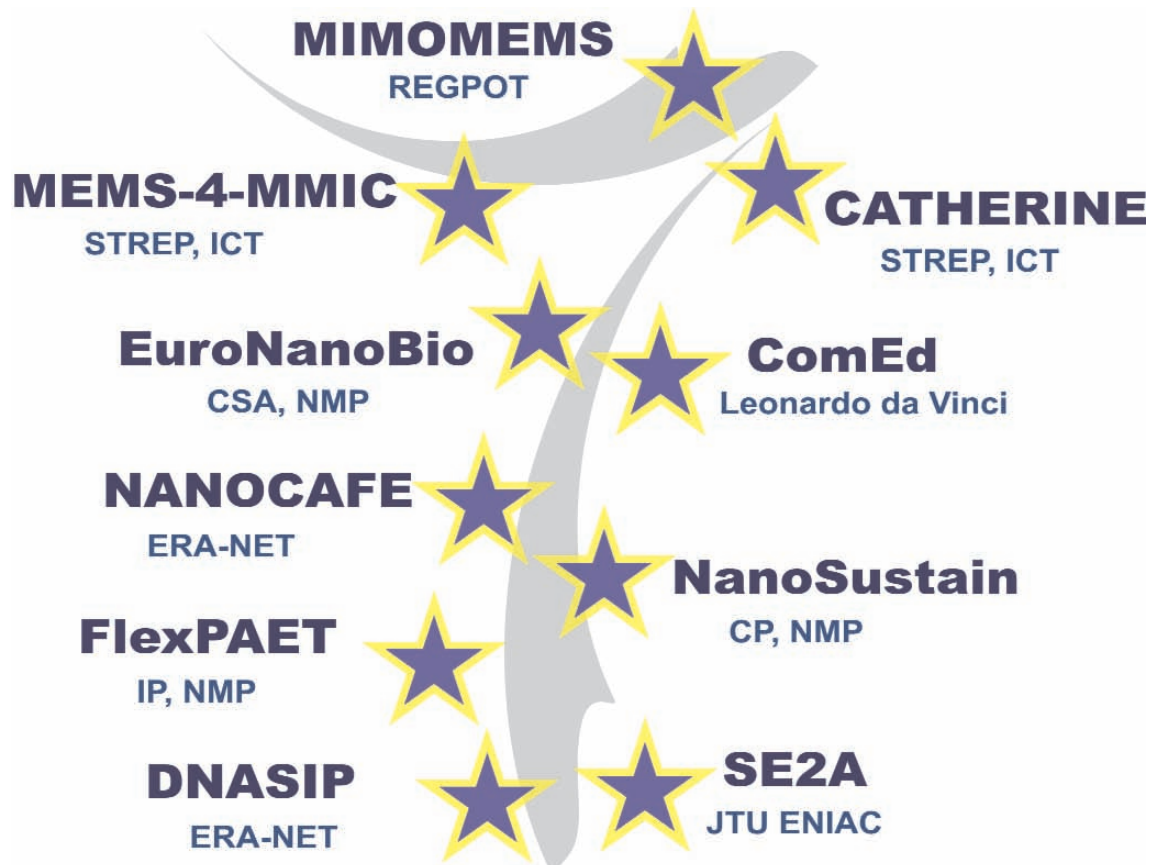 MIMOMEMS
REGPOT
MEMS-4-MMIC
STREP, ICT
CATHERINE
STREP, ICT
EuroNanoBio
CSA, NMP
ComEd
Leonardo da Vinci
NANOCAFE
ERA-NET
NanoSustain
CP, NMP
FlexPAET
IP, NMP
DNASIP
ERA-NET
SE2A
JTU ENIAC